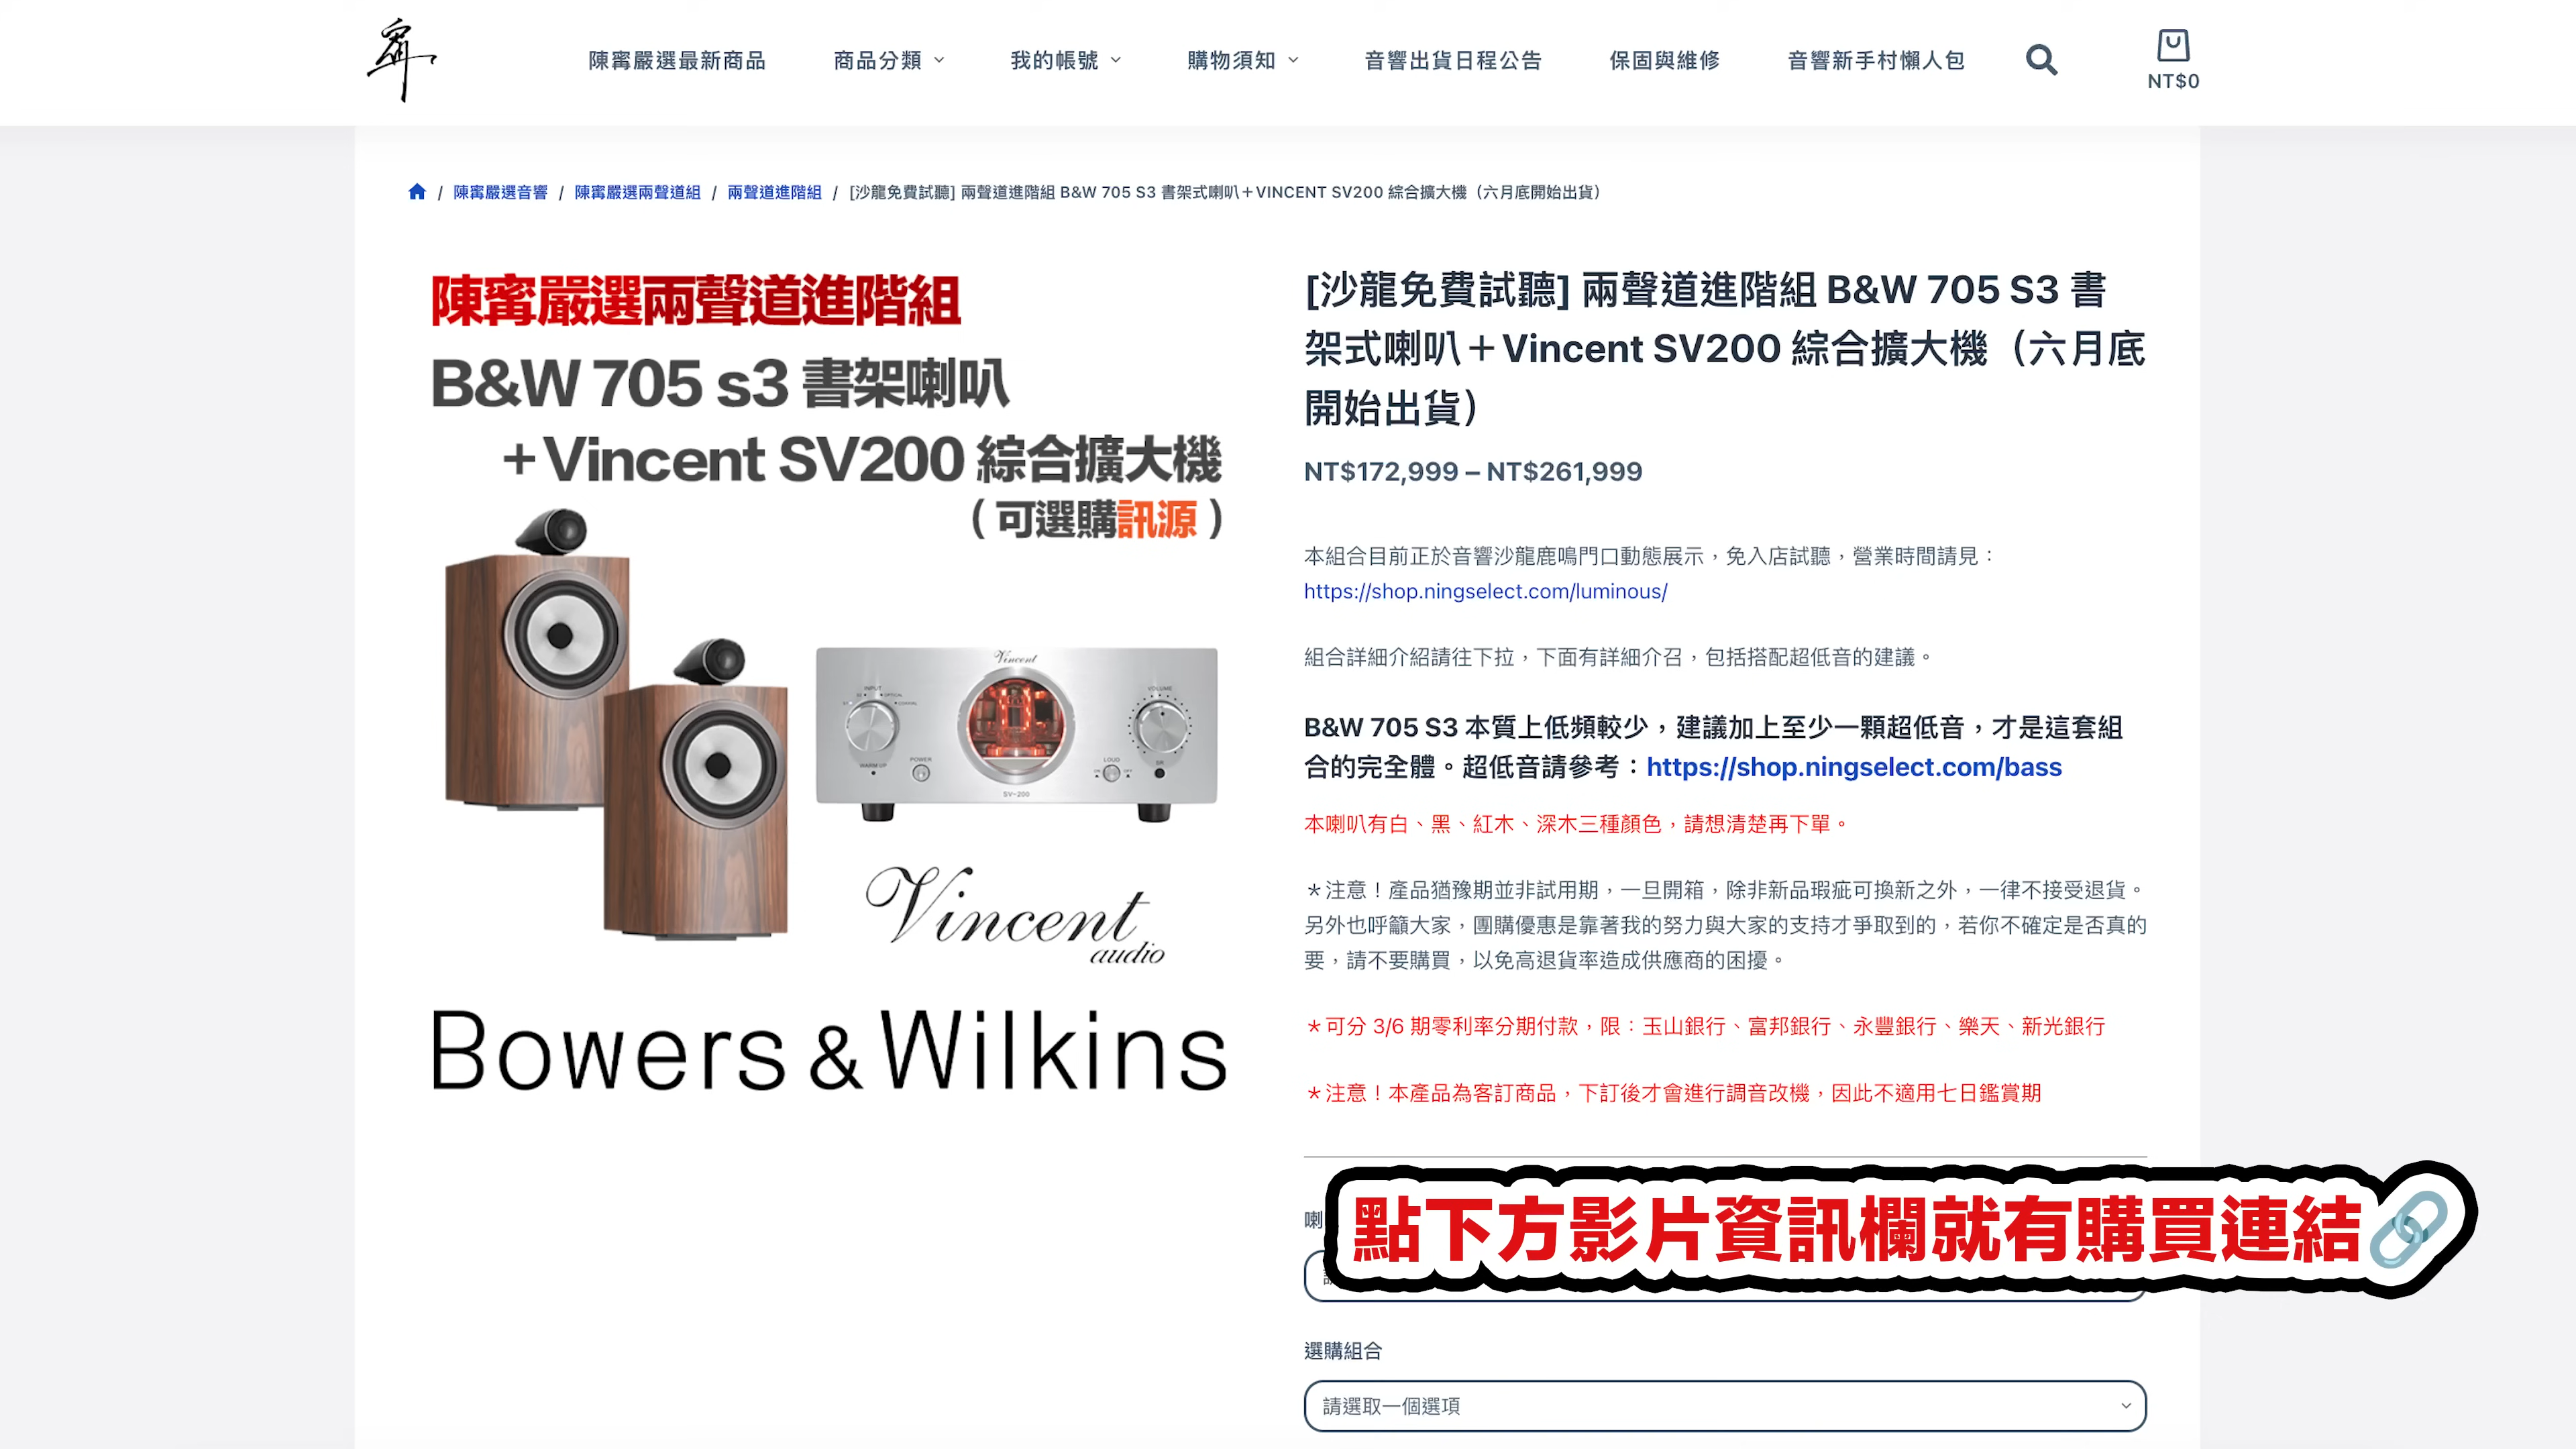 陳寗嚴選最新商品
商品分類
我的帳號
購物須知
音響出貨日程公告
保固與維修
音響新手村懶人包
NT$0
/ 陳寗嚴選音響 / 陳寗嚴選兩聲道組 / 兩聲道進階組 / [沙龍免費試聽] 兩聲道進階組 B&W 705 S3 書架式喇叭＋VINCENT SV200 綜合擴大機（六月底開始出貨）
陳寗嚴選兩聲道進階組
B&W 705 s3 書架喇叭
+Vincent SV200 綜合擴大機
（可選購訊源）
Vincent
INPUT
OPTICAL
COAXIAL
VOLUME
WARM UP
POWER
LOUD
ON
OFF
SR
SV-200
Vincent
audio
Bowers & Wilkins
[沙龍免費試聽] 兩聲道進階組 B&W 705 S3 書
架式喇叭＋Vincent SV200 綜合擴大機（六月底
開始出貨）
NT$172,999 – NT$261,999
本組合目前正於音響沙龍鹿鳴門口動態展示，免入店試聽，營業時間請見：
https://shop.ningselect.com/luminous/
組合詳細介紹請往下拉，下面有詳細介召，包括搭配超低音的建議。
B&W 705 S3 本質上低頻較少，建議加上至少一顆超低音，才是這套組
合的完全體。超低音請參考：https://shop.ningselect.com/bass
本喇叭有白、黑、紅木、深木三種顏色，請想清楚再下單。
＊注意！產品猶豫期並非試用期，一旦開箱，除非新品瑕疵可換新之外，一律不接受退貨。
另外也呼籲大家，團購優惠是靠著我的努力與大家的支持才爭取到的，若你不確定是否真的
要，請不要購買，以免高退貨率造成供應商的困擾。
＊可分 3/6 期零利率分期付款，限：玉山銀行、富邦銀行、永豐銀行、樂天、新光銀行
＊注意！本產品為客訂商品，下訂後才會進行調音改機，因此不適用七日鑑賞期
喇
點下方影片資訊欄就有購買連結
選購組合
請選取一個選項